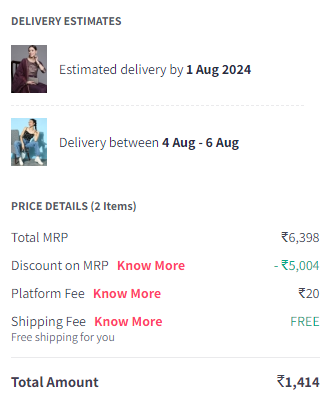 DELIVERY ESTIMATES
Estimated delivery by 1 Aug 2024
Delivery between 4 Aug - 6 Aug
PRICE DETAILS (2 Items)
Total MRP ₹6,398
Discount on MRP Know More - ₹5,004
Platform Fee Know More ₹20
Shipping Fee Know More FREE
Free shipping for you
Total Amount ₹1,414